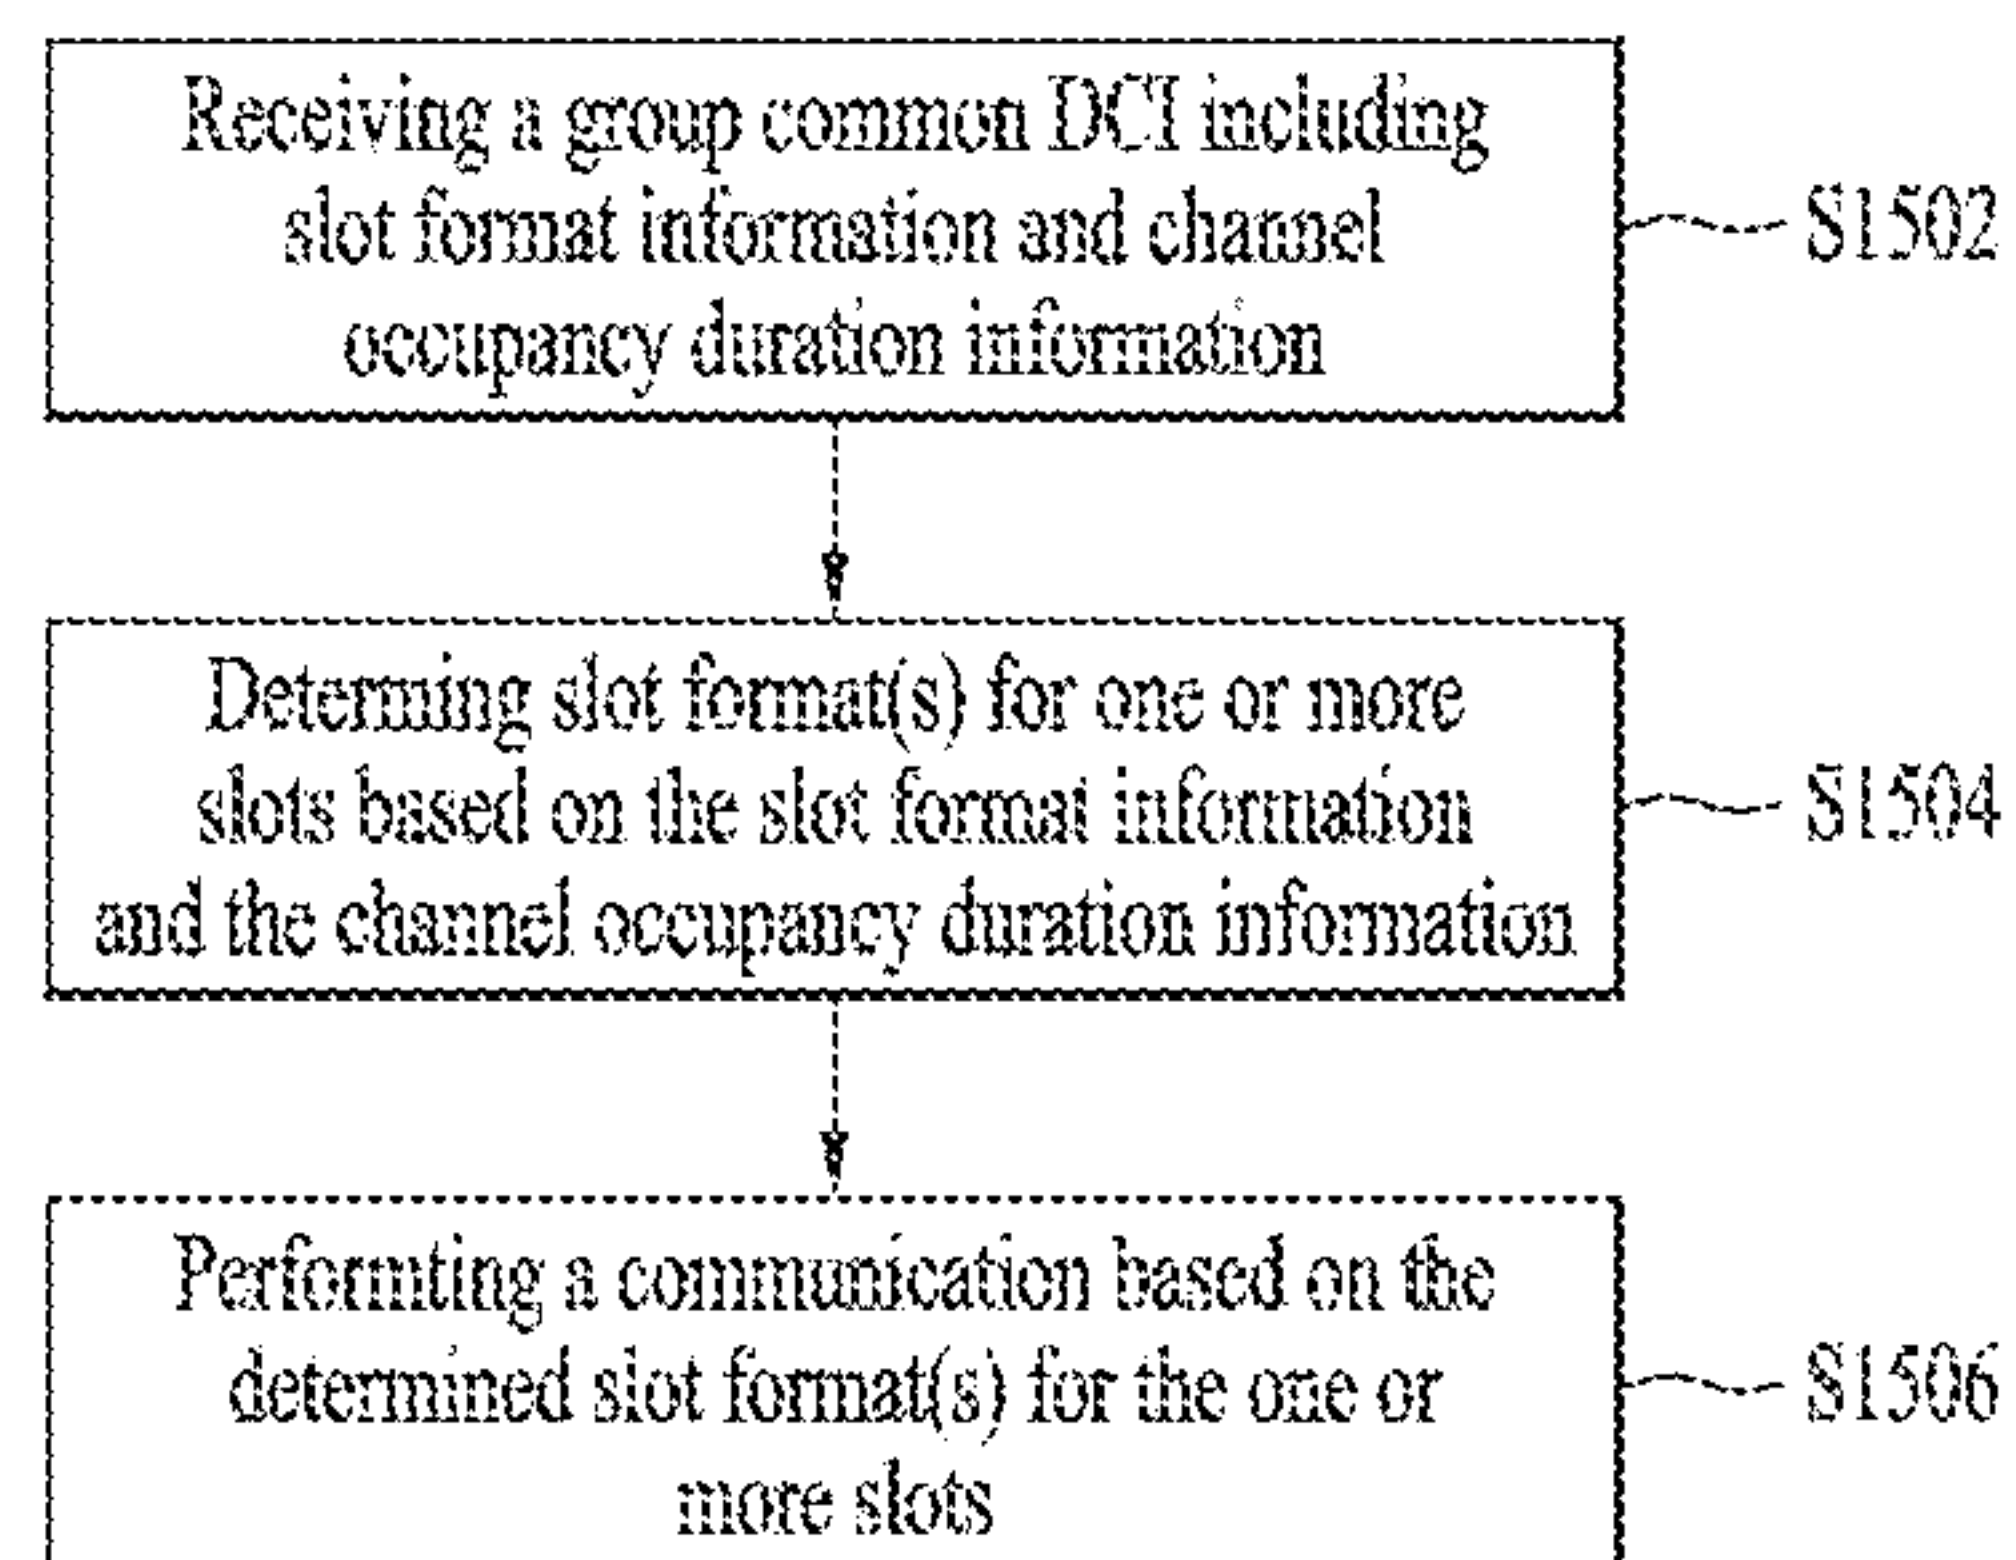 Receiving a group common DCI including
slot format information and channel
occupancy duration information
S1502
Determing slot format(s) for one or more
slots based on the slot format information
and the channel occupancy duration information
S1504
Performting a communication based on the
determined slot format(s) for the one or
more slots
S1506